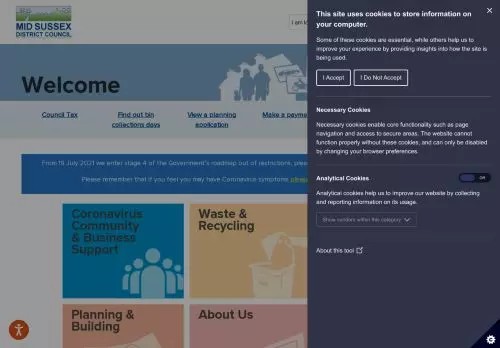 MID SUSSEX
DISTRICT COUNCIL
Welcome
Council Tax
Find out bin
collections days
View a planning
application
Make a payme
From 19 July 2021 we enter stage 4 of the Government's roadmap out of restrictions, pleas
Please remember that if you feel you may have Coronavirus symptoms please
Coronavirus
Community
& Business
Support
Waste &
Recycling
Planning &
Building
About Us
This site uses cookies to store information on
your computer.
Some of these cookies are essential, while others help us to
improve your experience by providing insights into how the site is
being used.
I Accept
I Do Not Accept
Necessary Cookies
Necessary cookies enable core functionality such as page
navigation and access to secure areas. The website cannot
function properly without these cookies, and can only be disabled
by changing your browser preferences.
Analytical Cookies
Off
Analytical cookies help us to improve our website by collecting
and reporting information on its usage.
Show vendors within this category
About this tool